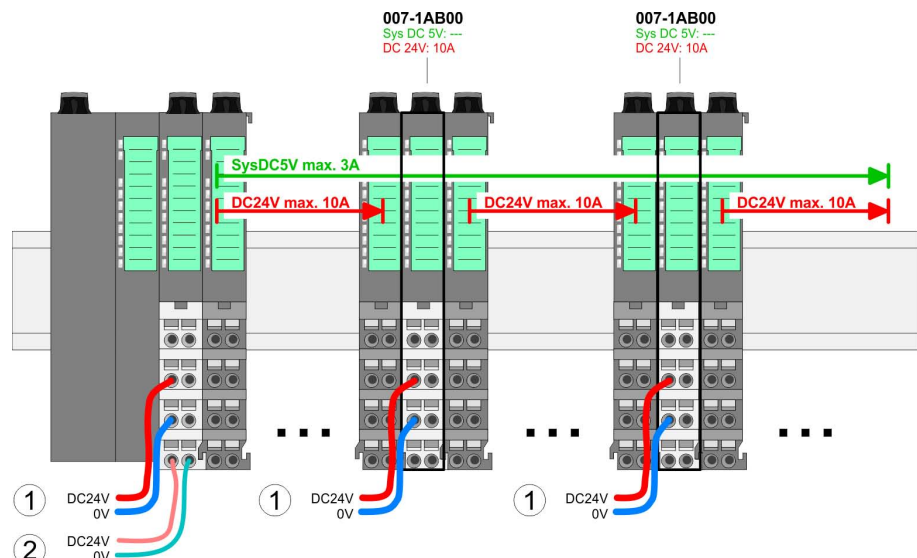 007-1AB00
Sys DC 5V: ---
DC 24V: 10A
007-1AB00
Sys DC 5V: ---
DC 24V: 10A
SysDC5V max. 3A
DC24V max. 10A
DC24V max. 10A
DC24V max. 10A
1 DC24V
0V
1 DC24V
0V
1 DC24V
0V
2 DC24V
0V